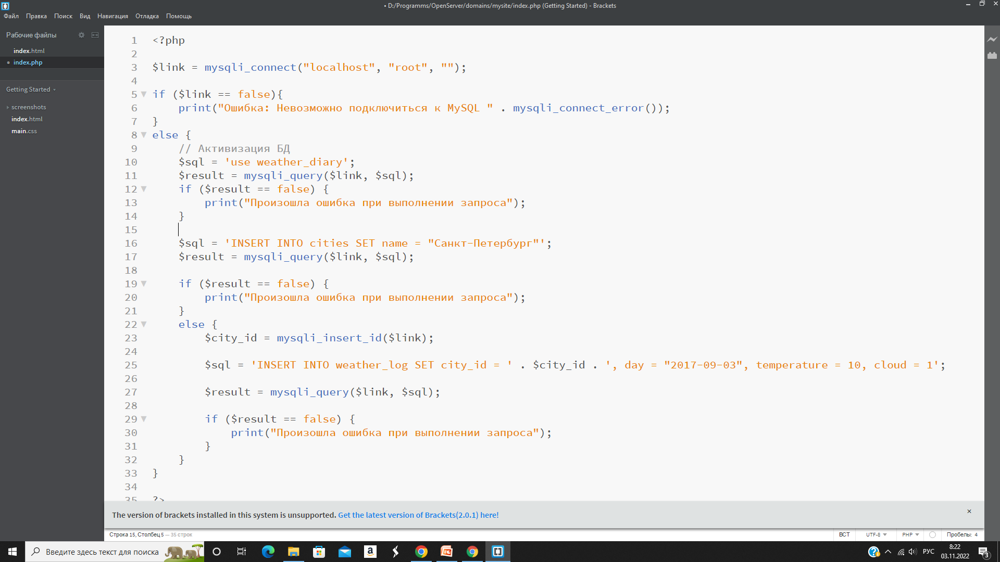 • D:/Programms/OpenServer/domains/mysite/index.php (Getting Started) - Brackets
Файл Правка Поиск Вид Навигация Отладка Помощь
Рабочие файлы
index.html
index.php
Getting Started
screenshots
index.html
main.css
1 <?php
2
3 $link = mysqli_connect("localhost", "root", "");
4
5 if ($link == false){
6 print("Ошибка: Невозможно подключиться к MySQL " . mysqli_connect_error());
7 }
8 else {
9 // Активизация БД
10 $sql = 'use weather_diary';
11 $result = mysqli_query($link, $sql);
12 if ($result == false) {
13 print("Произошла ошибка при выполнении запроса");
14 }
15
16 $sql = 'INSERT INTO cities SET name = "Санкт-Петербург"';
17 $result = mysqli_query($link, $sql);
18
19 if ($result == false) {
20 print("Произошла ошибка при выполнении запроса");
21 }
22 else {
23 $city_id = mysqli_insert_id($link);
24
25 $sql = 'INSERT INTO weather_log SET city_id = ' . $city_id . ', day = "2017-09-03", temperature = 10, cloud = 1';
26
27 $result = mysqli_query($link, $sql);
28
29 if ($result == false) {
30 print("Произошла ошибка при выполнении запроса");
31 }
32 }
33 }
34
35 ?>
The version of brackets installed in this system is unsupported. Get the latest version of Brackets(2.0.1) here! ×
Строка 15, Столбец 5 — 35 строк ВСТ UTF-8 PHP Пробелы: 4
Введите здесь текст для поиска
РУС
8:22
03.11.2022
3